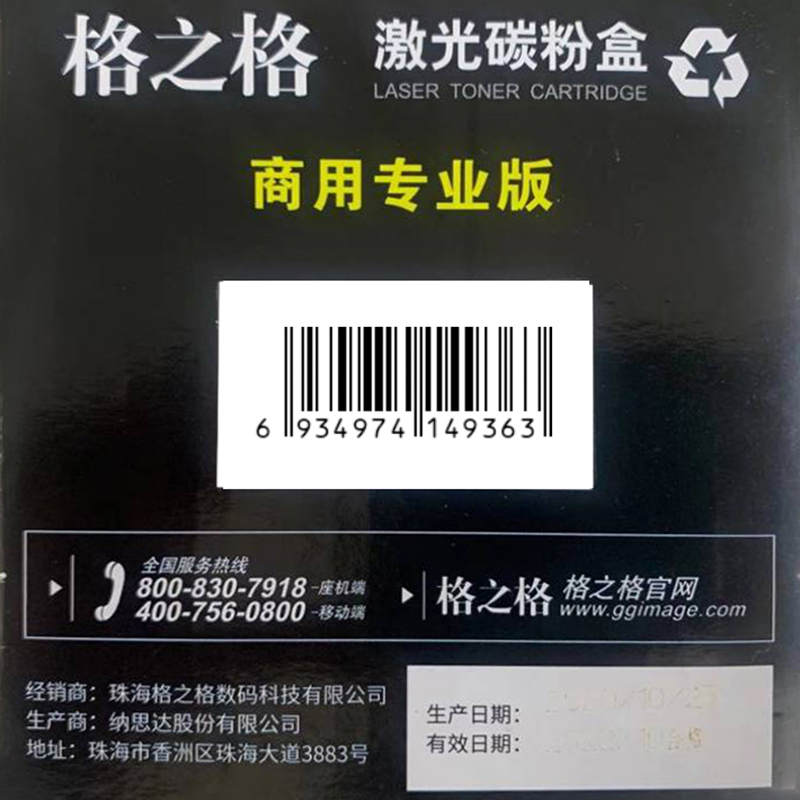 格之格 激光碳粉盒
LASER TONER CARTRIDGE
商用专业版
6 934974 149363
全国服务热线
800-830-7918-座机端
400-756-0800-移动端
格之格 格之格官网
www.ggimage.com
经销商：珠海格之格数码科技有限公司
生产商：纳思达股份有限公司
地址：珠海市香洲区珠海大道3883号
生产日期：
有效日期：